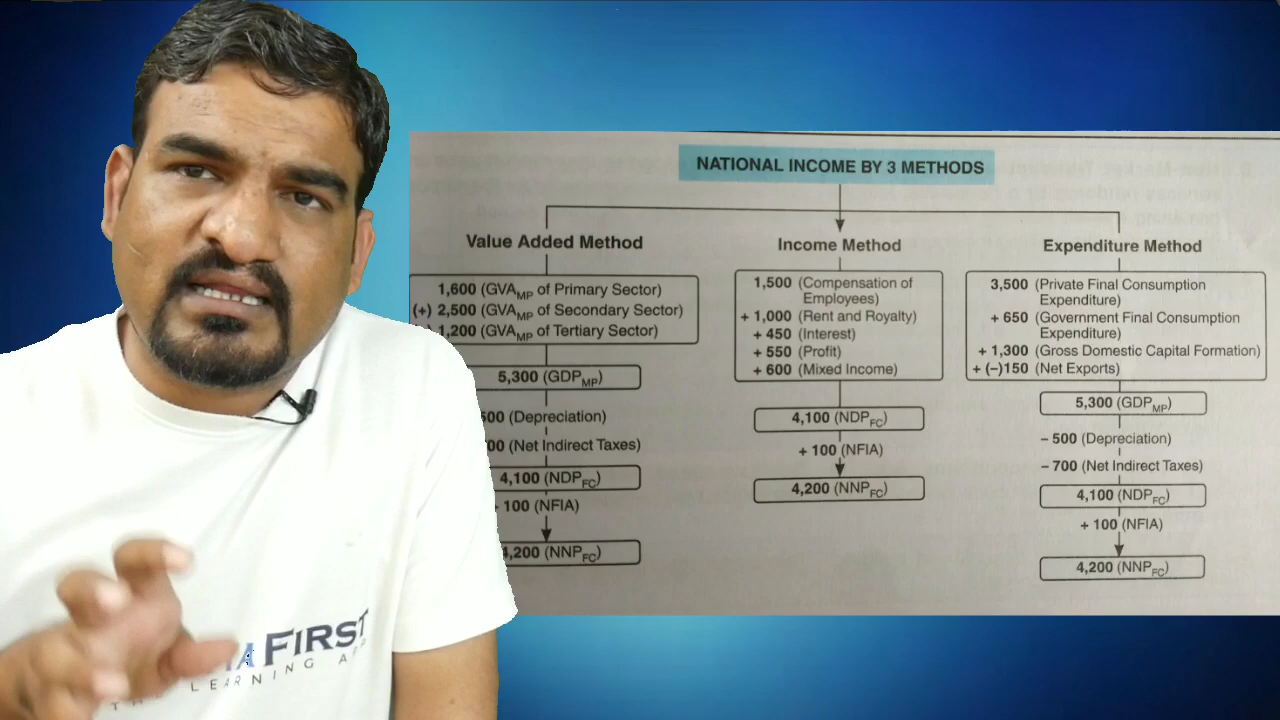 NATIONAL INCOME BY 3 METHODS
Value Added Method
1,600 (GVAMP of Primary Sector)
(+) 2,500 (GVAMP of Secondary Sector)
1,200 (GVAMP of Tertiary Sector)
5,300 (GDPMP)
00 (Depreciation)
00 (Net Indirect Taxes)
4,100 (NDPFC)
100 (NFIA)
4,200 (NNPFC)
Income Method
1,500 (Compensation of
Employees)
+ 1,000 (Rent and Royalty)
+ 450 (Interest)
+ 550 (Profit)
+ 600 (Mixed Income)
4,100 (NDPFC)
+ 100 (NFIA)
4,200 (NNPFC)
Expenditure Method
3,500 (Private Final Consumption
Expenditure)
+ 650 (Government Final Consumption
Expenditure)
+ 1,300 (Gross Domestic Capital Formation)
+ (–)150 (Net Exports)
5,300 (GDPMP)
– 500 (Depreciation)
– 700 (Net Indirect Taxes)
4,100 (NDPFC)
+ 100 (NFIA)
4,200 (NNPFC)
FIRST
LEARNING